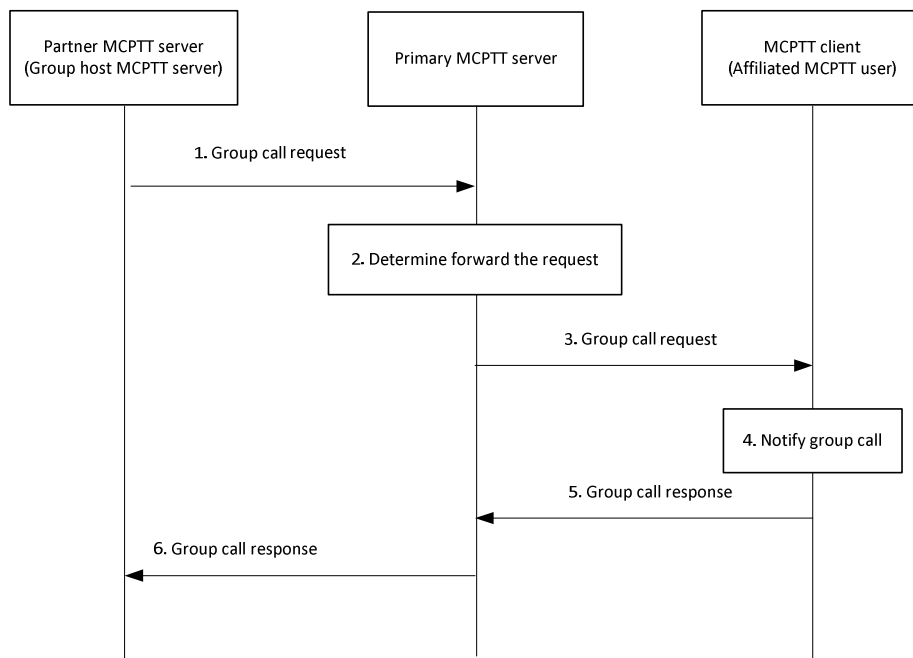 Partner MCPTT server
(Group host MCPTT server)
Primary MCPTT server
MCPTT client
(Affiliated MCPTT user)
1. Group call request
2. Determine forward the request
3. Group call request
4. Notify group call
5. Group call response
6. Group call response